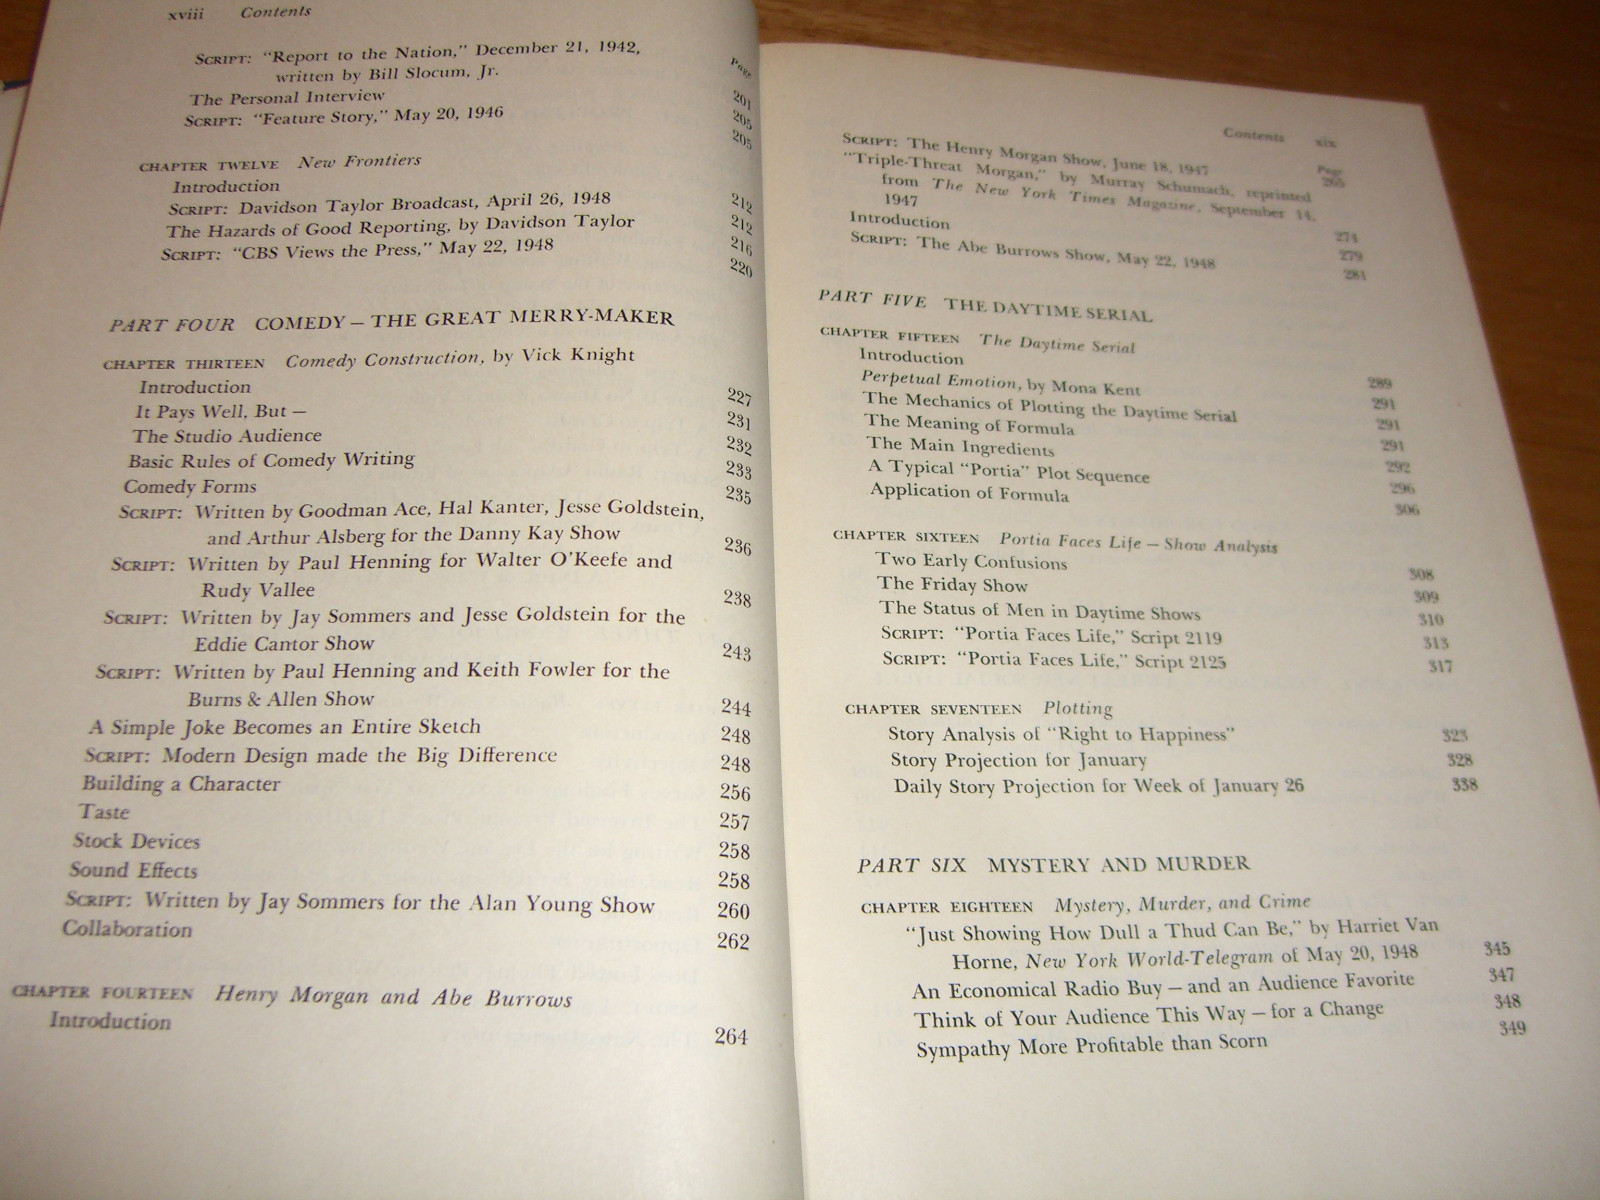 xviii Contents
Page
SCRIPT: "Report to the Nation," December 21, 1942,
written by Bill Slocum, Jr. 201
The Personal Interview 205
SCRIPT: "Feature Story," May 20, 1946 205
CHAPTER TWELVE New Frontiers
Introduction 212
SCRIPT: Davidson Taylor Broadcast, April 26, 1948 212
The Hazards of Good Reporting, by Davidson Taylor 216
SCRIPT: "CBS Views the Press," May 22, 1948 220
PART FOUR COMEDY — THE GREAT MERRY-MAKER
CHAPTER THIRTEEN Comedy Construction, by Vick Knight
Introduction 227
It Pays Well, But — 231
The Studio Audience 232
Basic Rules of Comedy Writing 233
Comedy Forms 235
SCRIPT: Written by Goodman Ace, Hal Kanter, Jesse Goldstein,
and Arthur Alsberg for the Danny Kay Show 236
SCRIPT: Written by Paul Henning for Walter O'Keefe and
Rudy Vallee 238
SCRIPT: Written by Jay Sommers and Jesse Goldstein for the
Eddie Cantor Show 243
SCRIPT: Written by Paul Henning and Keith Fowler for the
Burns & Allen Show 244
A Simple Joke Becomes an Entire Sketch 248
SCRIPT: Modern Design made the Big Difference 248
Building a Character 256
Taste 257
Stock Devices 258
Sound Effects 258
SCRIPT: Written by Jay Sommers for the Alan Young Show 260
Collaboration 262
CHAPTER FOURTEEN Henry Morgan and Abe Burrows
Introduction 264
Contents xix
Page
SCRIPT: The Henry Morgan Show, June 18, 1947 265
"Triple-Threat Morgan," by Murray Schumach, reprinted
from The New York Times Magazine, September 14,
1947 274
Introduction 279
SCRIPT: The Abe Burrows Show, May 22, 1948 281
PART FIVE THE DAYTIME SERIAL
CHAPTER FIFTEEN The Daytime Serial
Introduction 289
Perpetual Emotion, by Mona Kent 291
The Mechanics of Plotting the Daytime Serial 291
The Meaning of Formula 291
The Main Ingredients 292
A Typical "Portia" Plot Sequence 296
Application of Formula 306
CHAPTER SIXTEEN Portia Faces Life — Show Analysis
Two Early Confusions 308
The Friday Show 309
The Status of Men in Daytime Shows 310
SCRIPT: "Portia Faces Life," Script 2119 313
SCRIPT: "Portia Faces Life," Script 2125 317
CHAPTER SEVENTEEN Plotting
Story Analysis of "Right to Happiness" 323
Story Projection for January 328
Daily Story Projection for Week of January 26 338
PART SIX MYSTERY AND MURDER
CHAPTER EIGHTEEN Mystery, Murder, and Crime
"Just Showing How Dull a Thud Can Be," by Harriet Van
Horne, New York World-Telegram of May 20, 1948 345
An Economical Radio Buy — and an Audience Favorite 347
Think of Your Audience This Way — for a Change 348
Sympathy More Profitable than Scorn 349